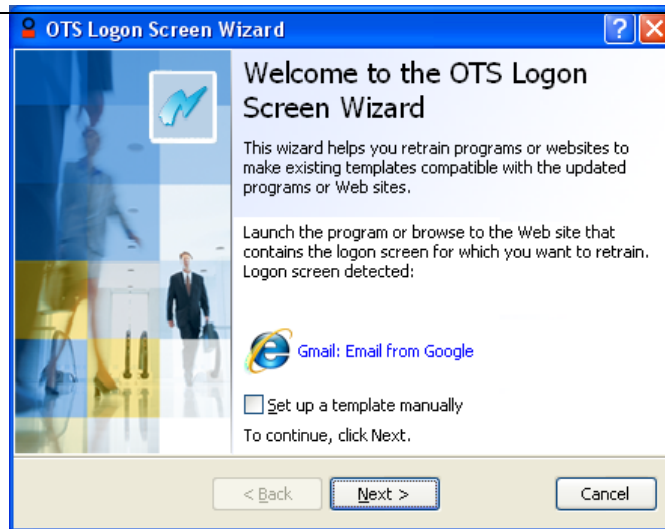 OTS Logon Screen Wizard
Welcome to the OTS Logon
Screen Wizard
This wizard helps you retrain programs or websites to
make existing templates compatible with the updated
programs or Web sites.
Launch the program or browse to the Web site that
contains the logon screen for which you want to retrain.
Logon screen detected:
Gmail: Email from Google
Set up a template manually
To continue, click Next.
< Back Next > Cancel